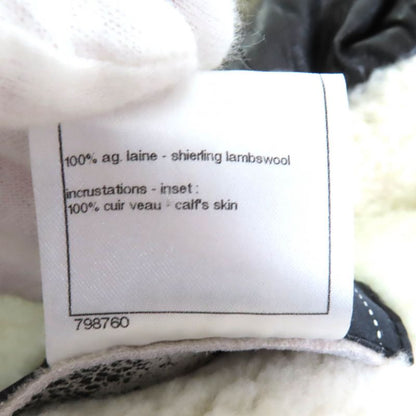 100% ag. laine - shierling lambswool
incrustations - inset :
100% cuir veau - calf's skin
798760